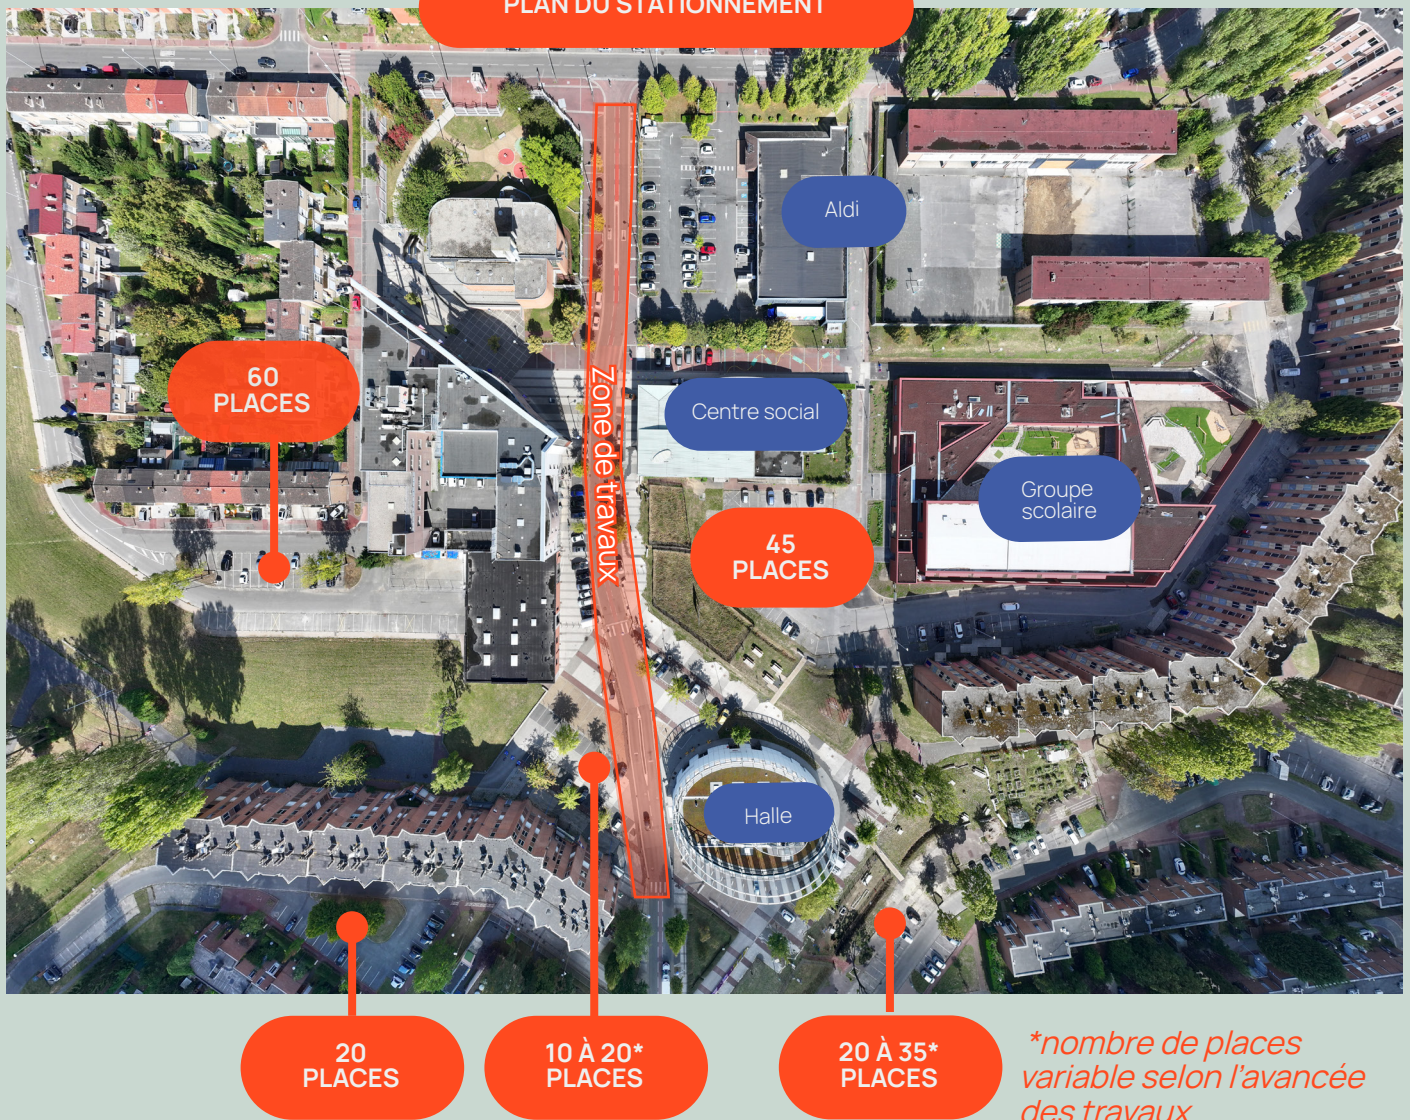 PLAN DU STATIONNEMENT
Aldi
60
PLACES
Zone de travaux
Centre social
Groupe
scolaire
45
PLACES
Halle
20
PLACES
10 À 20*
PLACES
20 À 35*
PLACES
*nombre de places
variable selon l'avancée
des travaux